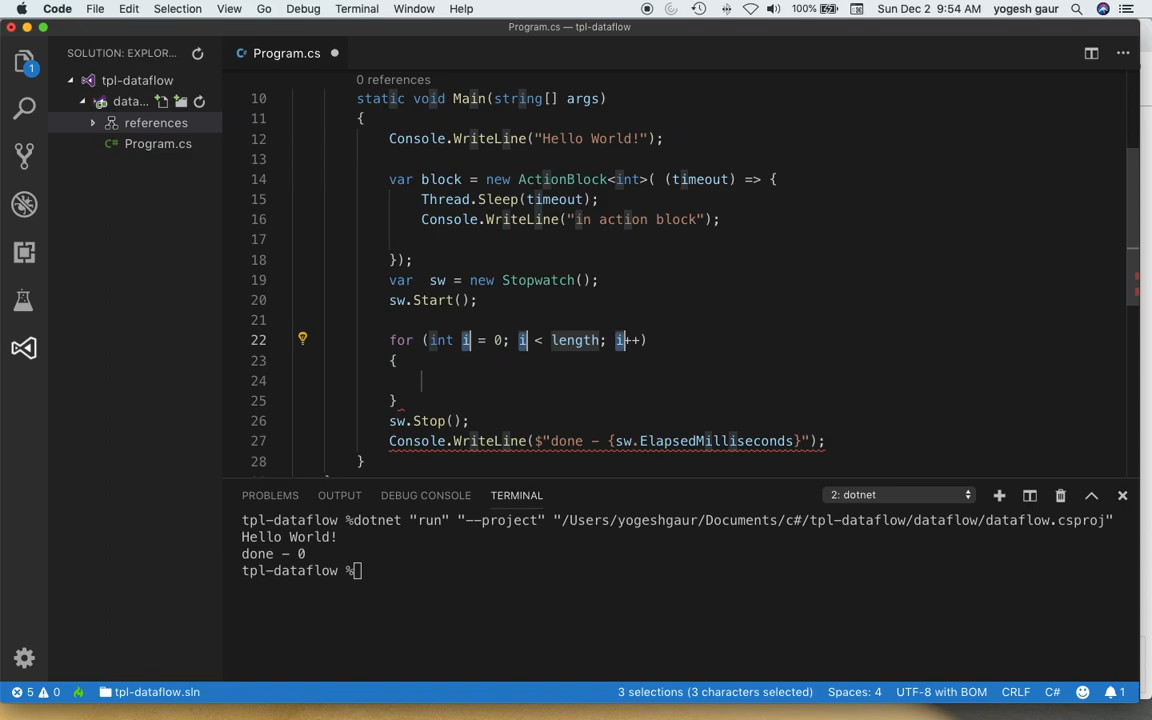 Code File Edit Selection View Go Debug Terminal Window Help 100% Sun Dec 2 9:54 AM yogesh gaur
Program.cs — tpl-dataflow
SOLUTION: EXPLOR...
Program.cs
1
tpl-dataflow
data...
references
Program.cs
0 references
10 static void Main(string[] args)
11 {
12 Console.WriteLine("Hello World!");
13
14 var block = new ActionBlock<int>( (timeout) => {
15 Thread.Sleep(timeout);
16 Console.WriteLine("in action block");
17
18 });
19 var  sw = new Stopwatch();
20 sw.Start();
21
22 for (int i = 0; i < length; i++)
23 {
24
25 }
26 sw.Stop();
27 Console.WriteLine($"done - {sw.ElapsedMilliseconds}");
28 }
PROBLEMS OUTPUT DEBUG CONSOLE TERMINAL 2: dotnet
tpl-dataflow %dotnet "run" "--project" "/Users/yogeshgaur/Documents/c#/tpl-dataflow/dataflow/dataflow.csproj"
Hello World!
done - 0
tpl-dataflow %
5 0 tpl-dataflow.sln 3 selections (3 characters selected) Spaces: 4 UTF-8 with BOM CRLF C# 1